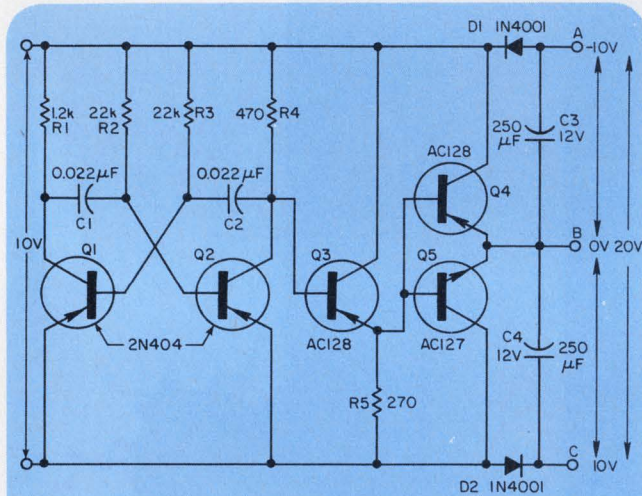 D1 1N4001
A
-10V
1.2k
R1
22k
R2
22k
R3
470
R4
0.022μF
C1
0.022μF
C2
AC128
Q4
250
μF
C3
12V
10V
Q1
Q2
Q3
Q5
B
0V
20V
2N404
AC128
AC127
C4
12V
250
μF
R5
270
C
10V
D2 1N4001